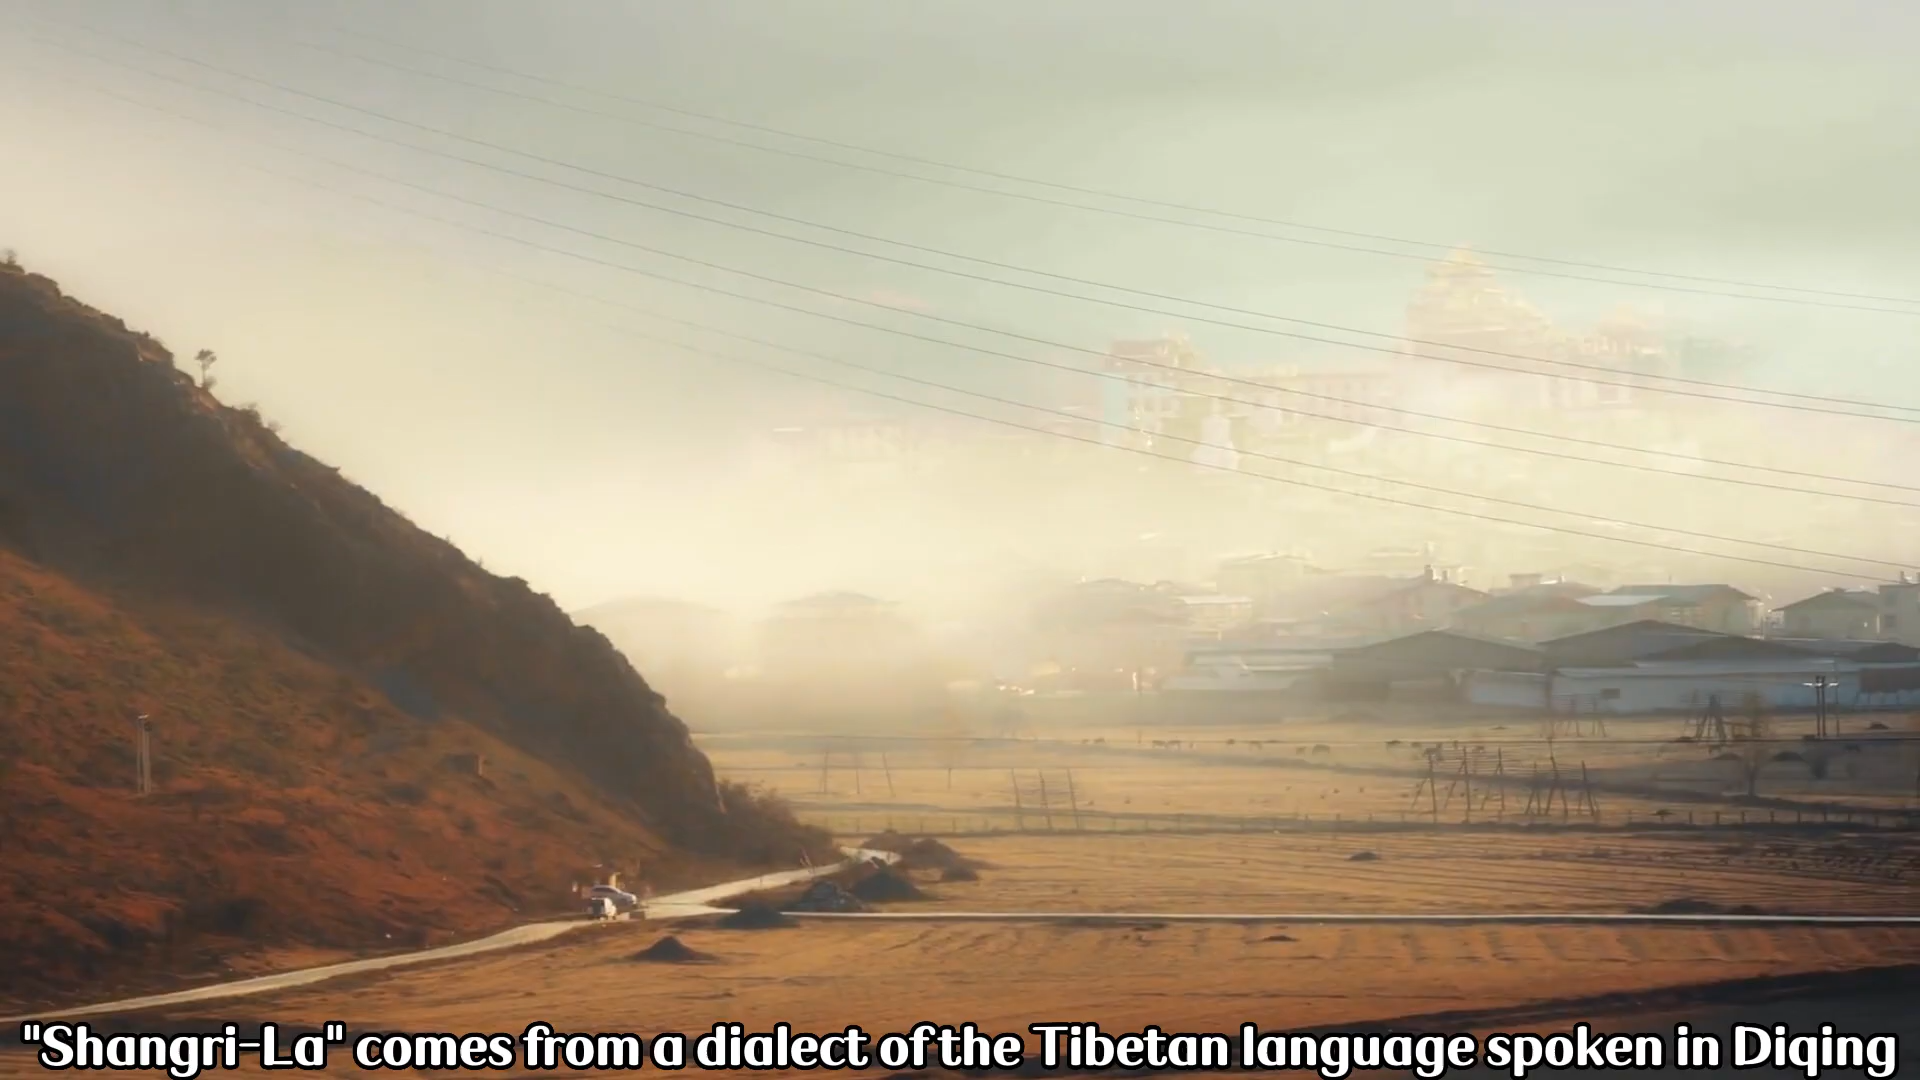 "Shangri-La" comes from a dialect of the Tibetan language spoken in Diqing